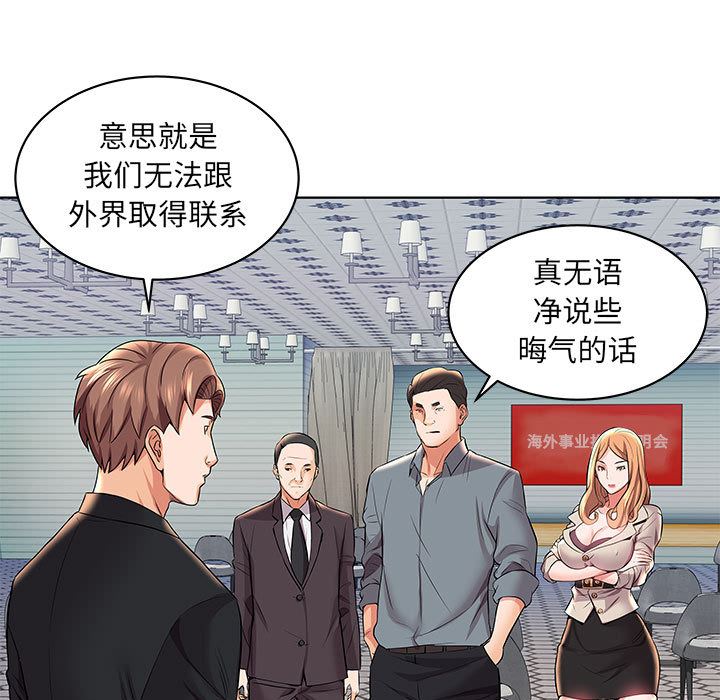 意思就是
我们无法跟
外界取得联系
真无语
净说些
晦气的话
海外事业 明会